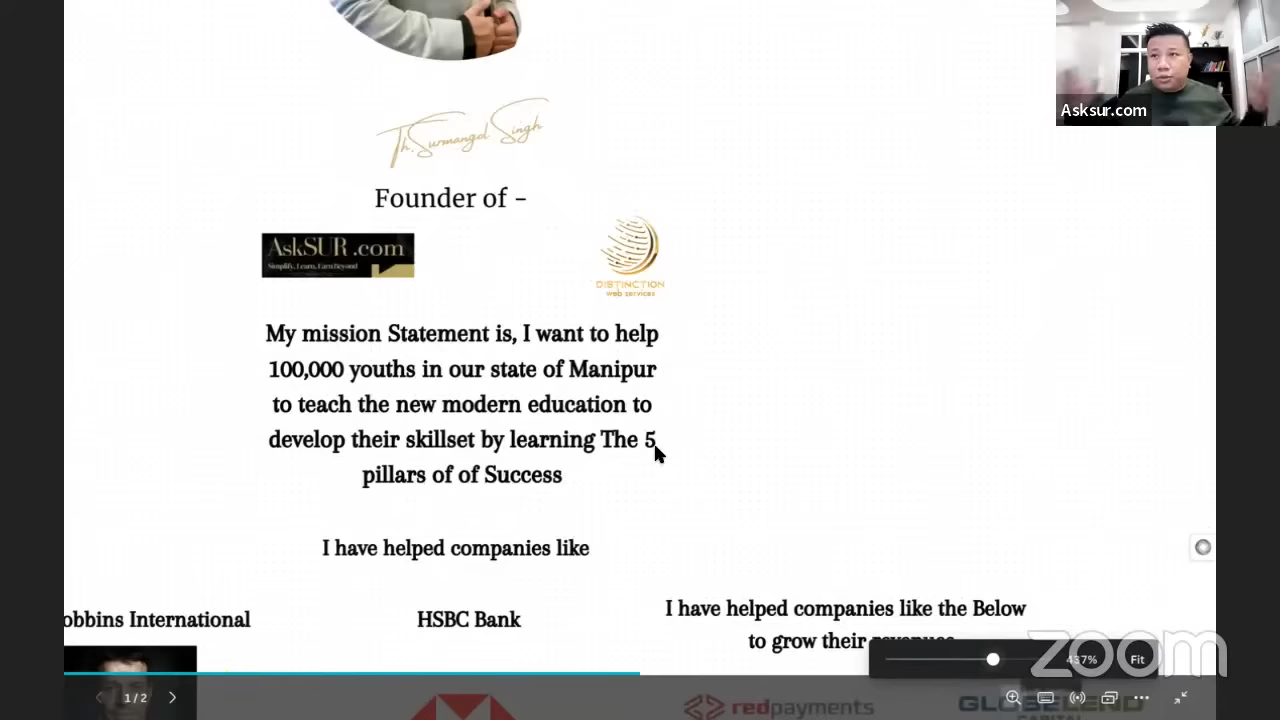 Asksur.com
Th. Surmangol Singh
Founder of -
AskSUR.com
Simplify, Learn, Earn Beyond
DISTINCTION
web services
My mission Statement is, I want to help
100,000 youths in our state of Manipur
to teach the new modern education to
develop their skillset by learning The 5
pillars of of Success
I have helped companies like
obbins International
HSBC Bank
I have helped companies like the Below
to grow their revenues
437%
Fit
zoom
1/2
redpayments
GLOBELEND
CAPITAL